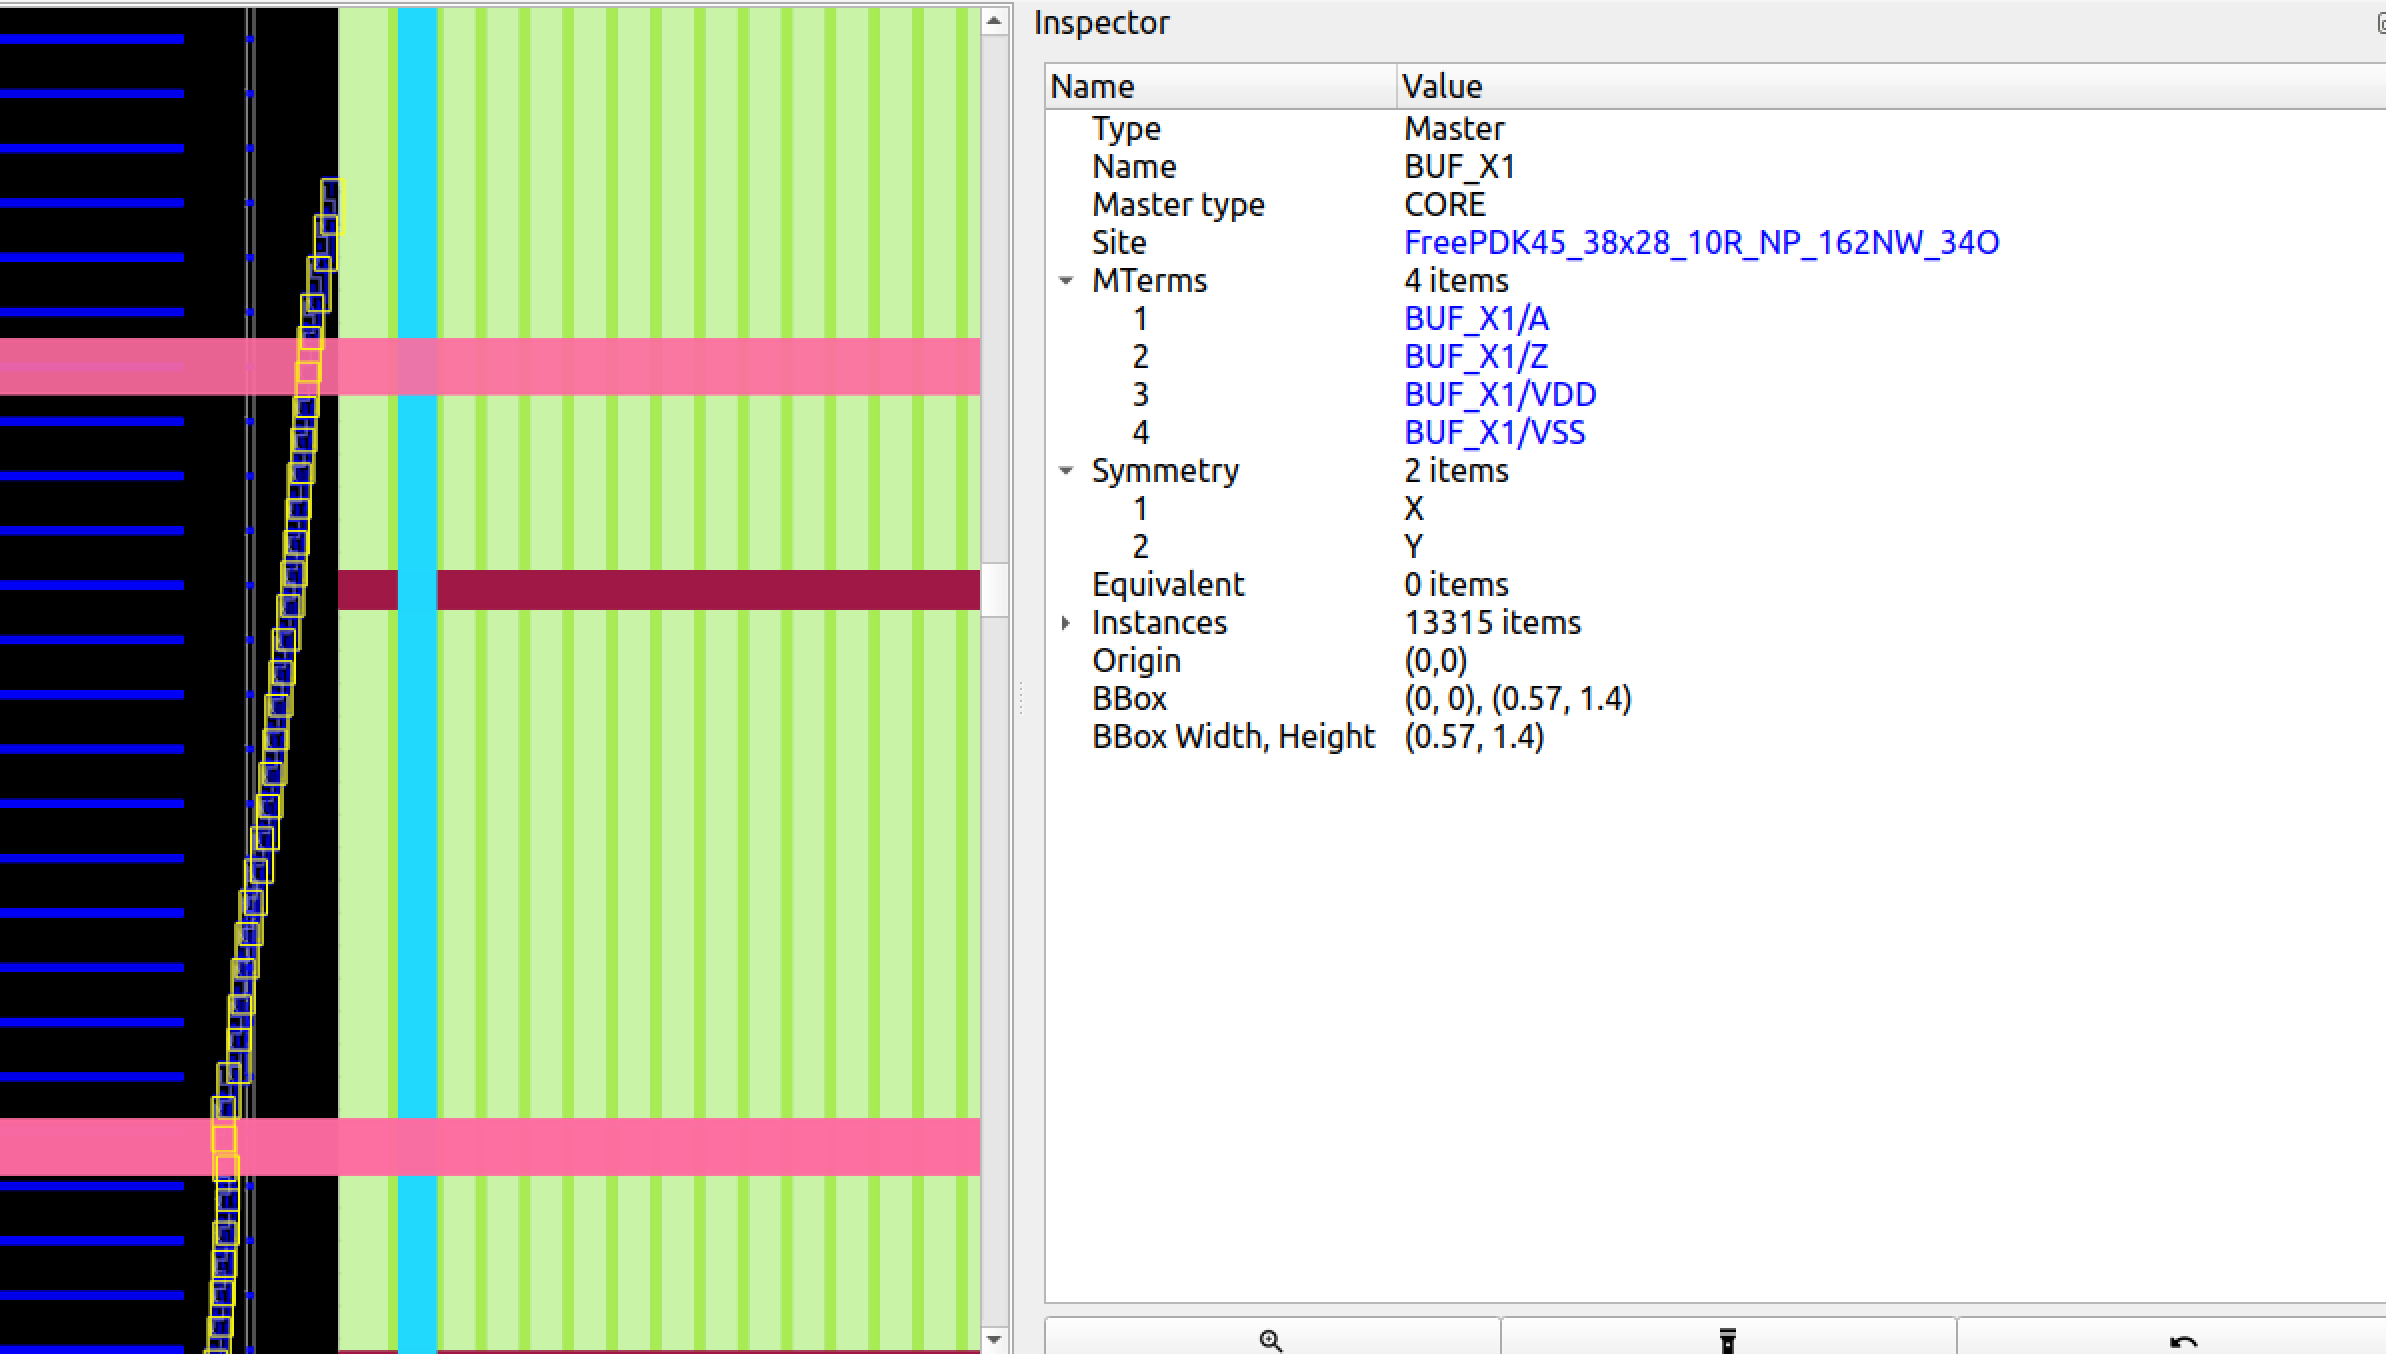 Inspector
Name Value
Type Master
Name BUF_X1
Master type CORE
Site FreePDK45_38x28_10R_NP_162NW_34O
MTerms 4 items
1 BUF_X1/A
2 BUF_X1/Z
3 BUF_X1/VDD
4 BUF_X1/VSS
Symmetry 2 items
1 X
2 Y
Equivalent 0 items
Instances 13315 items
Origin (0,0)
BBox (0, 0), (0.57, 1.4)
BBox Width, Height (0.57, 1.4)